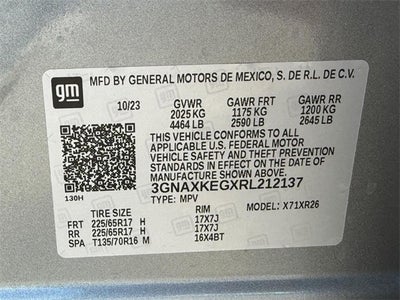 gm
MFD BY GENERAL MOTORS DE MEXICO, S. DE R.L. DE C.V.
10/23 GVWR GAWR FRT GAWR RR
2025 KG 1175 KG 1200 KG
4464 LB 2590 LB 2645 LB
THIS VEHICLE CONFORMS TO ALL
APPLICABLE U.S. FEDERAL MOTOR
VEHICLE SAFETY AND THEFT
PREVENTION STANDARDS IN EFFECT
ON THE DATE OF MANUFACTURE
SHOWN ABOVE.
3GNAXKEGXRL212137
130H TYPE: MPV MODEL: X71XR26
TIRE SIZE RIM
FRT 225/65R17 H 17X7J
RR 225/65R17 H 17X7J
SPA T135/70R16 M 16X4BT